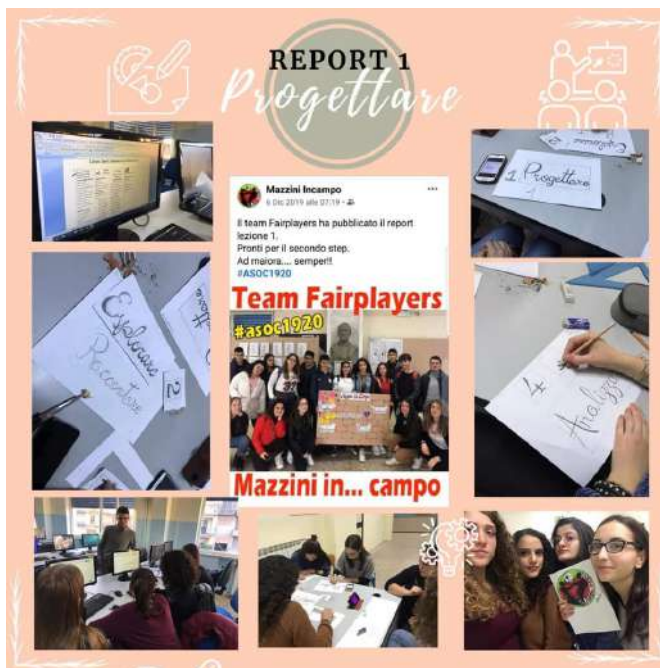 REPORT 1
Progettare
Mazzini Incampo
6 Dic 2019 alle 07:19
Il team Fairplayers ha pubblicato il report
lezione 1.
Pronti per il secondo step.
Ad maiora.... semper!!
#ASOC1920
Team Fairplayers
#asoc1920
Mazzini in... campo
1. Progettare
Esplorare
Raccontare
2
4
Analizza